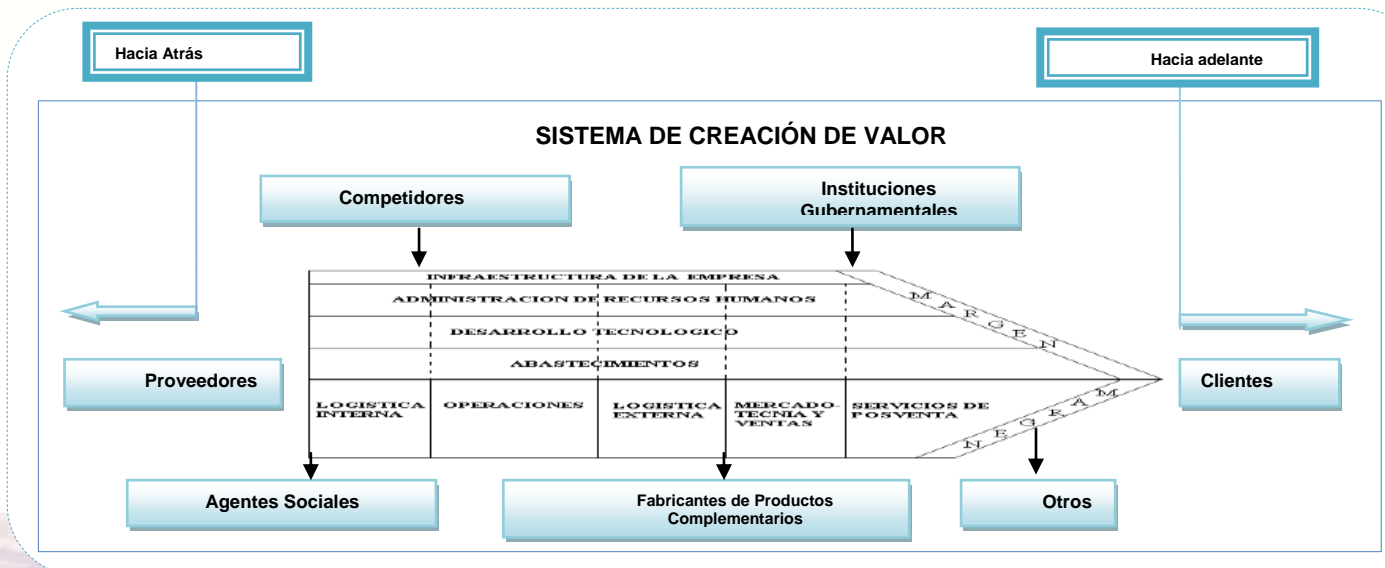 Hacia Atrás
Hacia adelante
SISTEMA DE CREACIÓN DE VALOR
Competidores
Instituciones
Gubernamentales
INFRAESTRUCTURA DE LA EMPRESA
ADMINISTRACION DE RECURSOS HUMANOS
DESARROLLO TECNOLOGICO
ABASTECIMIENTOS
MARGEN
Proveedores
Clientes
LOGISTICA
INTERNA
OPERACIONES
LOGISTICA
EXTERNA
MERCADO-
TECNIA Y
VENTAS
SERVICIOS DE
POSVENTA
NEGRAM
Agentes Sociales
Fabricantes de Productos
Complementarios
Otros